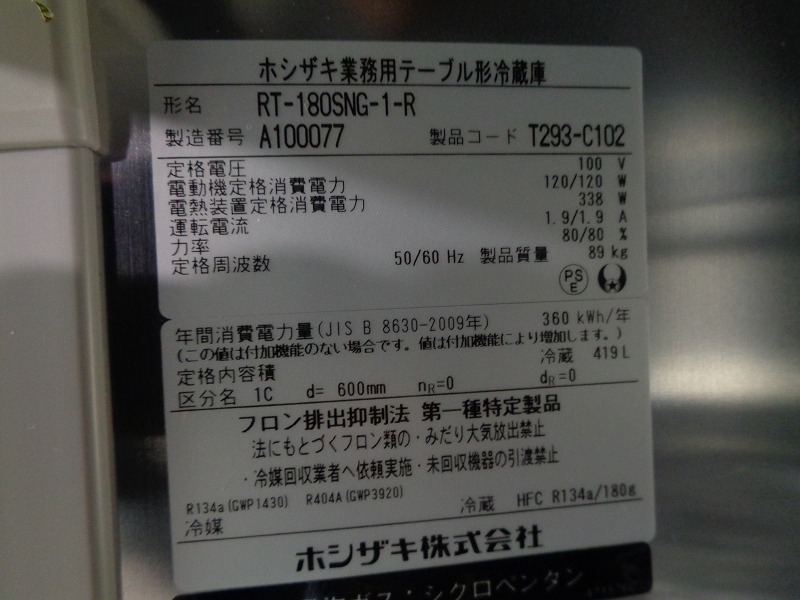 ホシザキ業務用テーブル形冷蔵庫
形名 RT-180SNG-1-R
製造番号 A100077 製品コード T293-C102
定格電圧 100 V
電動機定格消費電力 120/120 W
電熱装置定格消費電力 338 W
運転電流 1.9/1.9 A
力率 80/80 %
定格周波数 50/60 Hz 製品質量 89 kg
PS E
年間消費電力量(JIS B 8630-2009年) 360 kWh/年
(この値は付加機能のない場合です。値は付加機能により増加します。)
定格内容積 冷蔵 419 L
区分名 1C d= 600mm nR=0 dR=0
フロン排出抑制法 第一種特定製品
法にもとづくフロン類の・みだり大気放出禁止
・冷媒回収業者へ依頼実施・未回収機器の引渡禁止
R134a(GWP1430) R404A(GWP3920)
冷媒 冷蔵 HFC R134a/180g
ホシザキ株式会社
ガス・シクロペンタン